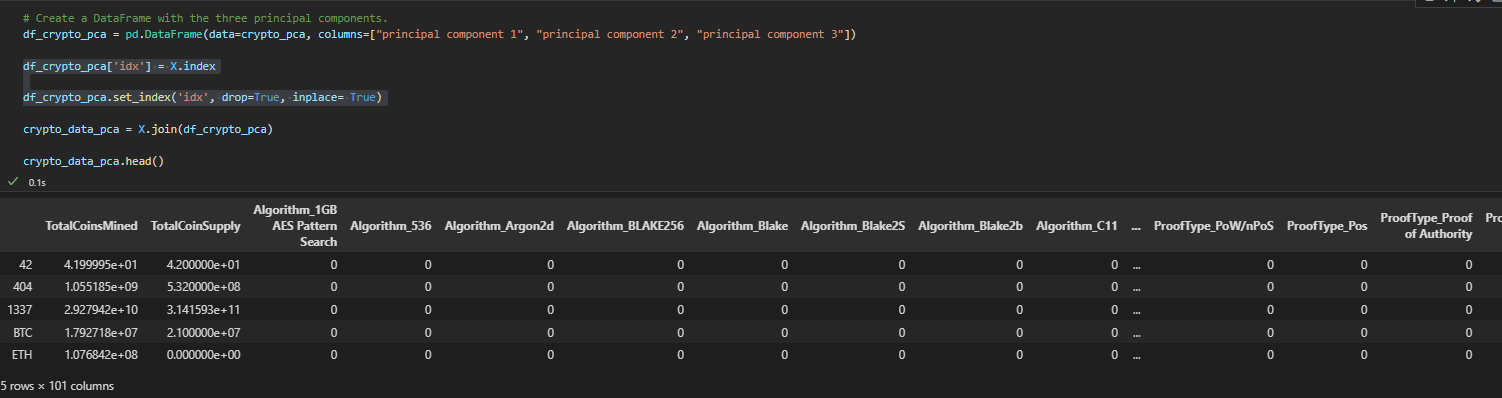 # Create a DataFrame with the three principal components.
df_crypto_pca = pd.DataFrame(data=crypto_pca, columns=["principal component 1", "principal component 2", "principal component 3"])
df_crypto_pca['idx'] = X.index
df_crypto_pca.set_index('idx', drop=True, inplace= True)
crypto_data_pca = X.join(df_crypto_pca)
crypto_data_pca.head()
0.1s
TotalCoinsMined TotalCoinSupply Algorithm_1GB AES Pattern Search Algorithm_536 Algorithm_Argon2d Algorithm_BLAKE256 Algorithm_Blake Algorithm_Blake2S Algorithm_Blake2b Algorithm_C11 ... ProofType_PoW/nPoS ProofType_Pos ProofType_Proof of Authority Pro
42 4.199995e+01 4.200000e+01 0 0 0 0 0 0 0 0 ... 0 0 0
404 1.055185e+09 5.320000e+08 0 0 0 0 0 0 0 0 ... 0 0 0
1337 2.927942e+10 3.141593e+11 0 0 0 0 0 0 0 0 ... 0 0 0
BTC 1.792718e+07 2.100000e+07 0 0 0 0 0 0 0 0 ... 0 0 0
ETH 1.076842e+08 0.000000e+00 0 0 0 0 0 0 0 0 ... 0 0 0
5 rows × 101 columns